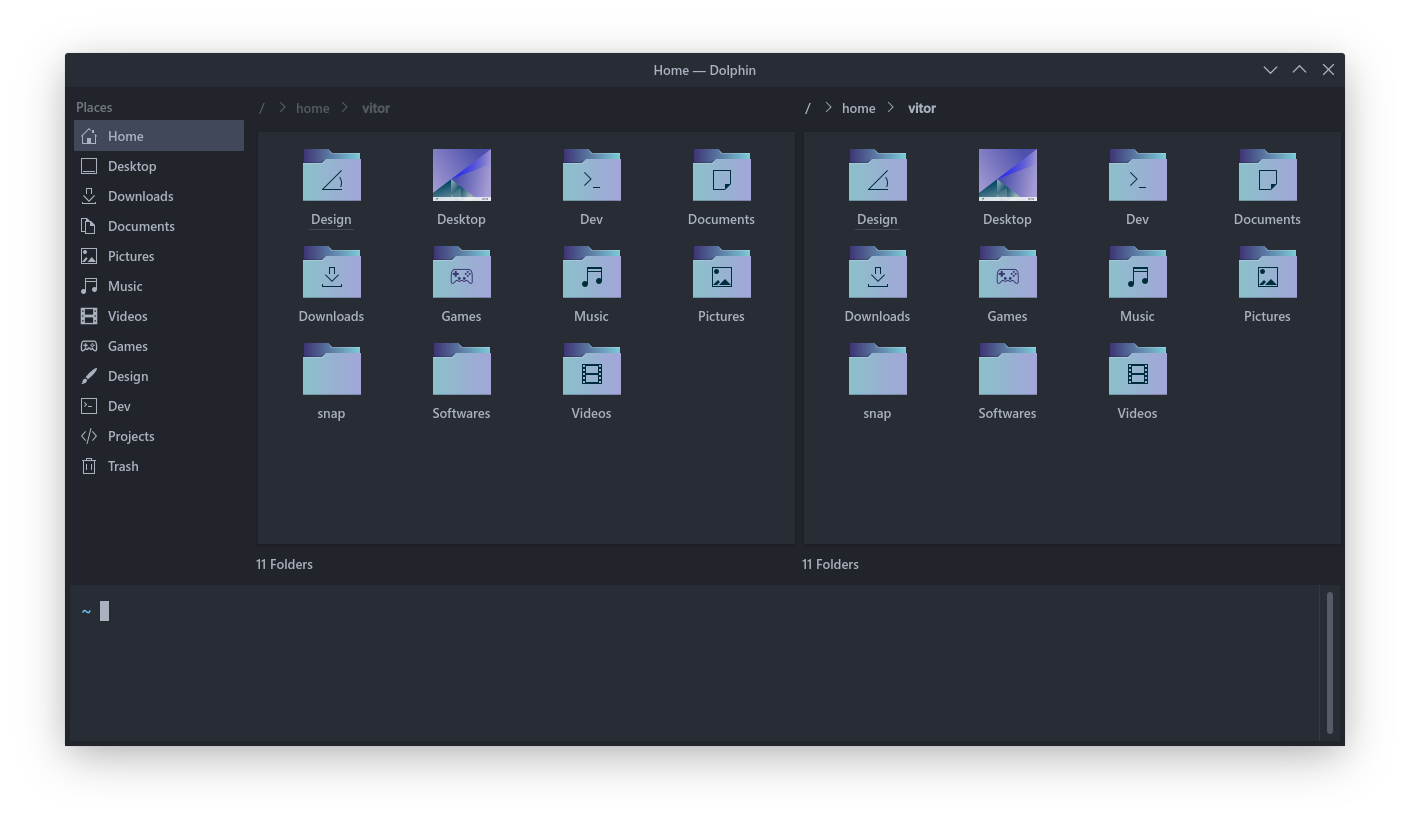 Home — Dolphin
Places
Home
Desktop
Downloads
Documents
Pictures
Music
Videos
Games
Design
Dev
Projects
Trash
/ > home > vitor
Design Desktop Dev Documents
Downloads Games Music Pictures
snap Softwares Videos
11 Folders
/ > home > vitor
Design Desktop Dev Documents
Downloads Games Music Pictures
snap Softwares Videos
11 Folders
~